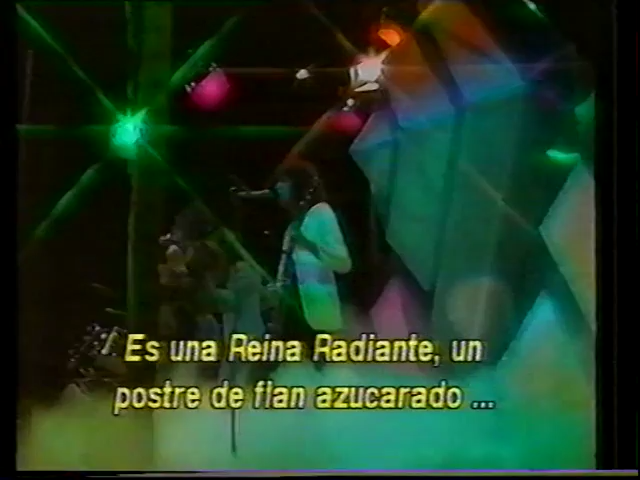 Es una Reina Radiante, un
postre de flan azucarado ...